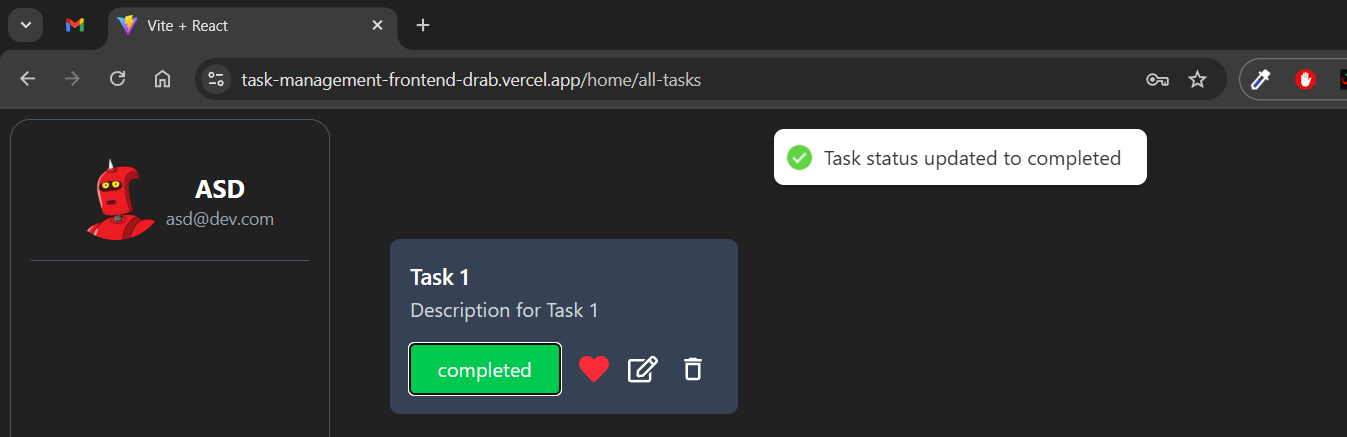 Vite + React
task-management-frontend-drab.vercel.app/home/all-tasks
Task status updated to completed
ASD
asd@dev.com
Task 1
Description for Task 1
completed